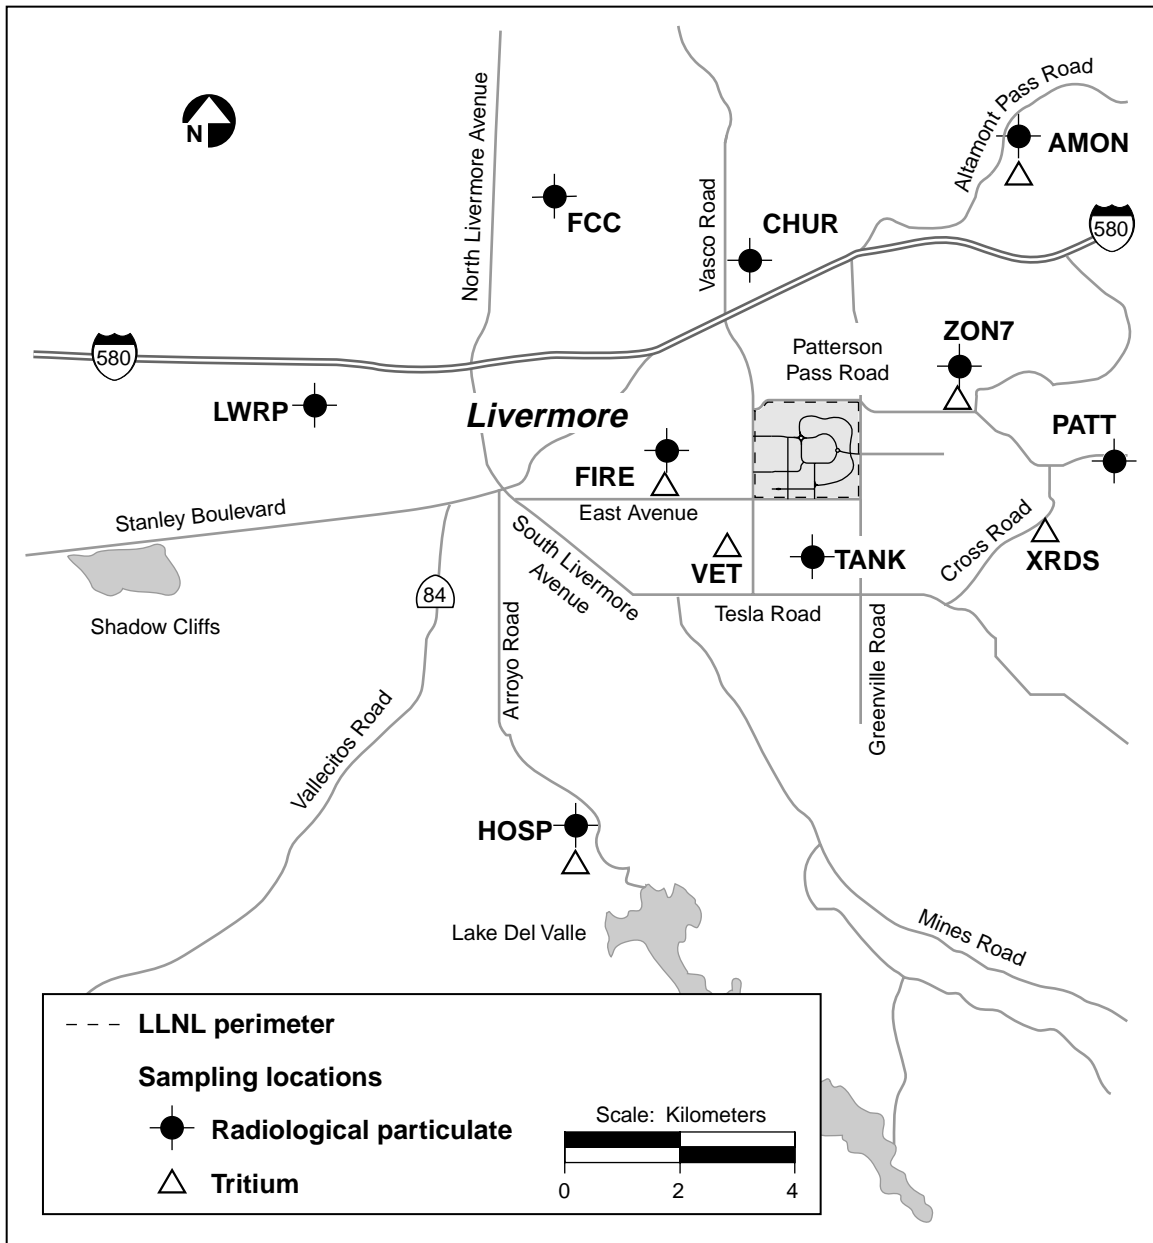 Altamont Pass Road
AMON
N
North Livermore Avenue
FCC
Vasco Road
CHUR
580
580
ZON7
Patterson
Pass Road
LWRP
Livermore
PATT
FIRE
East Avenue
Stanley Boulevard
South Livermore
Avenue
VET
TANK
Cross Road
XRDS
84
Tesla Road
Shadow Cliffs
Arroyo Road
Greenville Road
Vallecitos Road
HOSP
Lake Del Valle
Mines Road
LLNL perimeter
Sampling locations
Radiological particulate
Tritium
Scale: Kilometers
0 2 4